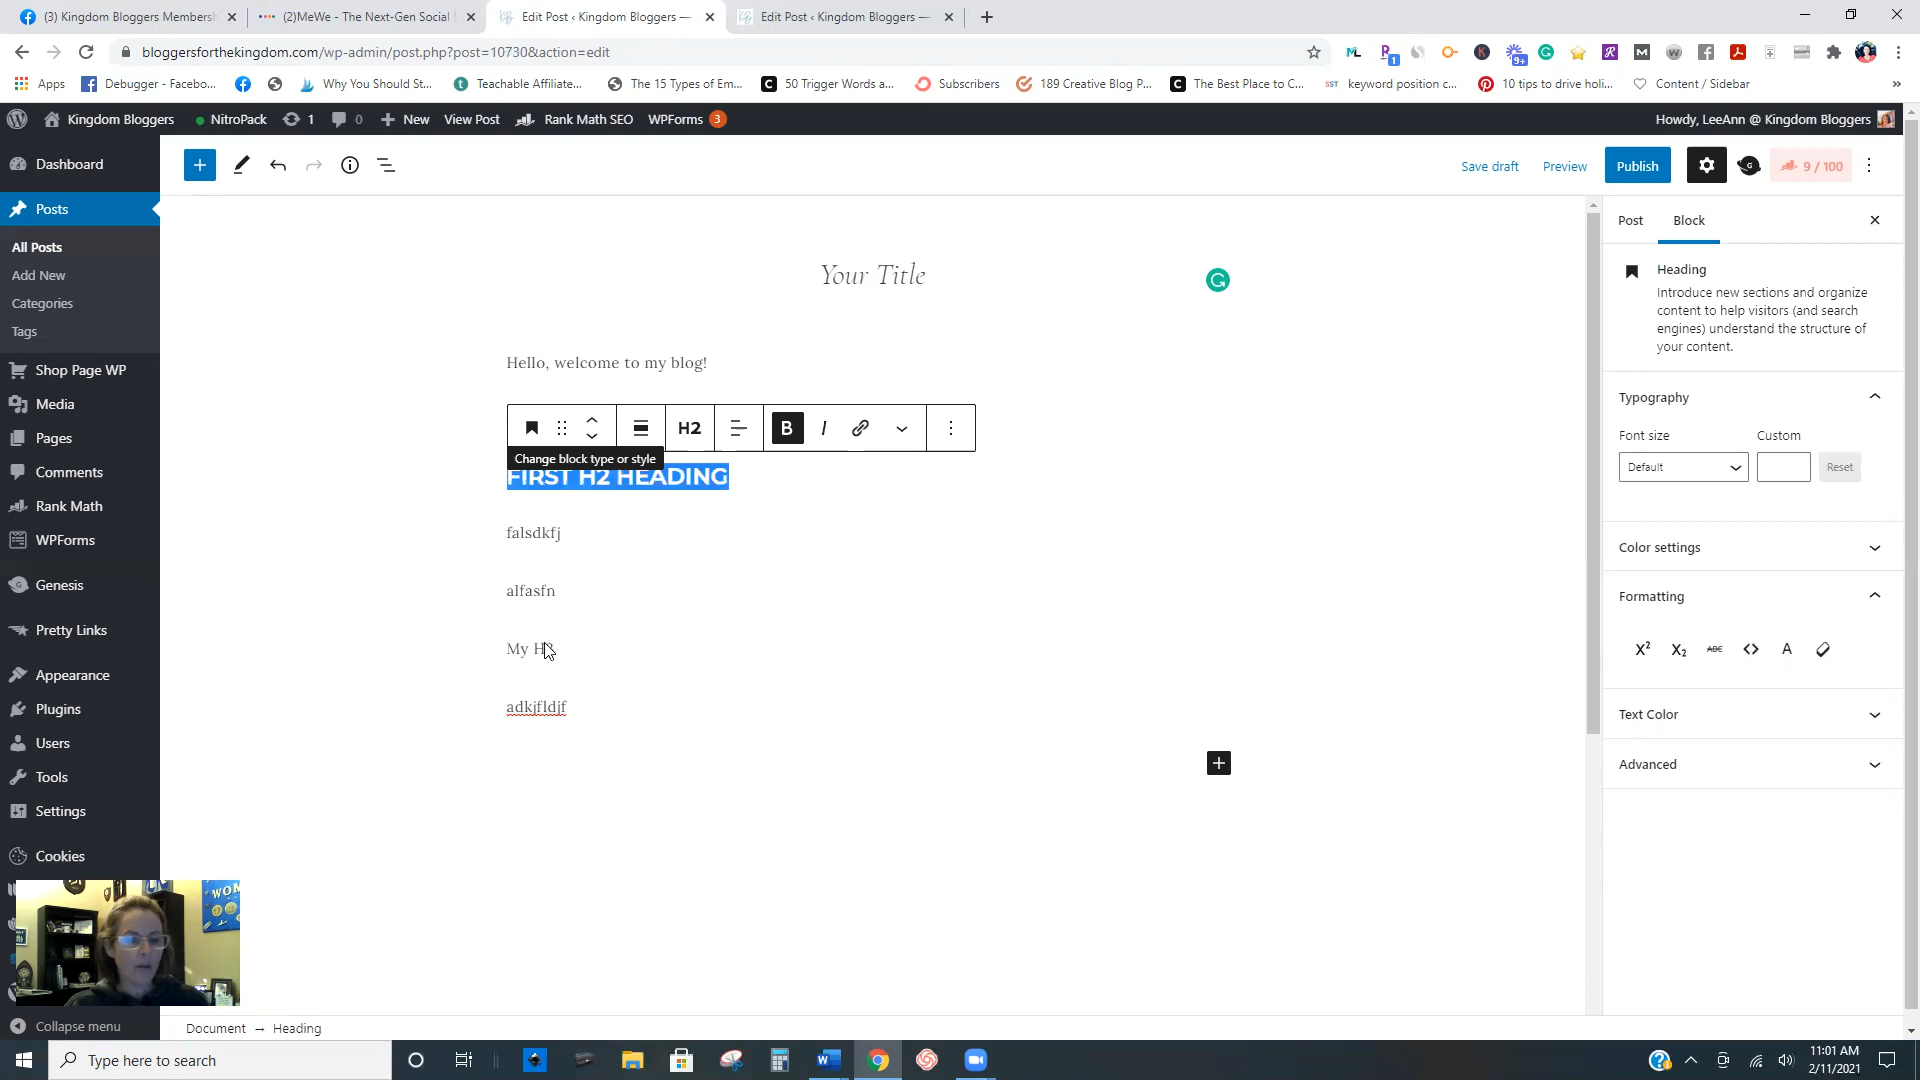 (3) Kingdom Bloggers Membersh
(2)MeWe - The Next-Gen Social
Edit Post ‹ Kingdom Bloggers —
Edit Post ‹ Kingdom Bloggers —
bloggersforthekingdom.com/wp-admin/post.php?post=10730&action=edit
Apps
Debugger - Facebo...
Why You Should St...
Teachable Affiliate...
The 15 Types of Em...
50 Trigger Words a...
Subscribers
189 Creative Blog P...
The Best Place to C...
keyword position c...
10 tips to drive holi...
Content / Sidebar
Kingdom Bloggers
NitroPack
1
0
New
View Post
Rank Math SEO
WPForms 3
Howdy, LeeAnn @ Kingdom Bloggers
Dashboard
Posts
All Posts
Add New
Categories
Tags
Shop Page WP
Media
Pages
Comments
Rank Math
WPForms
Genesis
Pretty Links
Appearance
Plugins
Users
Tools
Settings
Cookies
Collapse menu
Save draft
Preview
Publish
9 / 100
Your Title
Hello, welcome to my blog!
H2
B
I
Change block type or style
FIRST H2 HEADING
falsdkfj
alfasfn
My
adkjfldjf
Post
Block
Heading
Introduce new sections and organize
content to help visitors (and search
engines) understand the structure of
your content.
Typography
Font size
Custom
Default
Reset
Color settings
Formatting
X²
X₂
ABC
A
Text Color
Advanced
Document → Heading
WOM
Type here to search
11:01 AM
2/11/2021